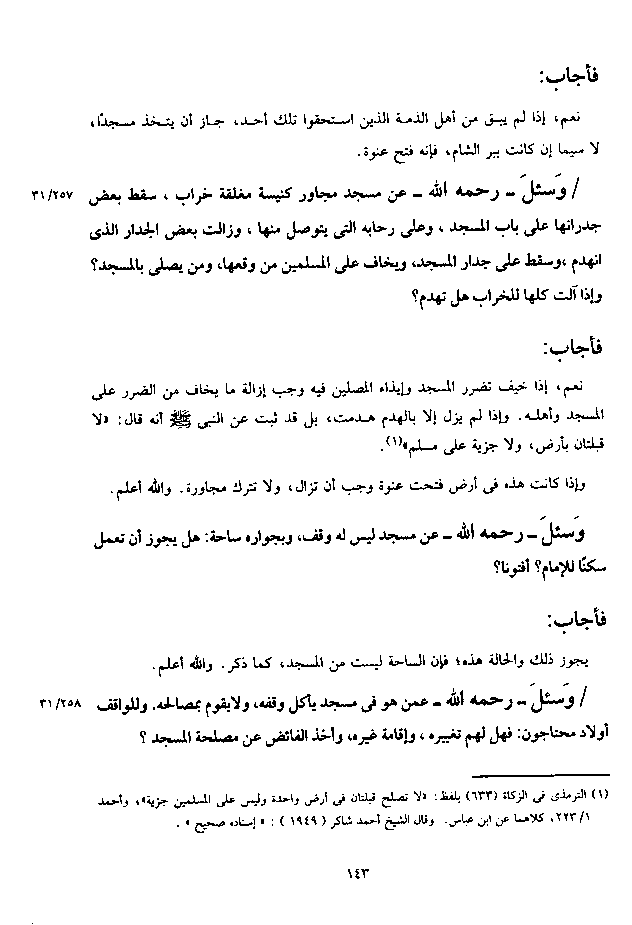 فأجاب:
نعم، إذا لم يبق من أهل الذمة الذين استحقوا تلك أحد، جاز أن يتخذ مسجدًا،
لا سيما إن كانت ببر الشام، فإنه فتح عنوة.
/ وَسئلَ ـ رحمه الله ـ عن مسجد مجاور كنيسة مغلقة خراب ، سقط بعض ٣١/٢٥٧
جدرانها على باب المسجد ، وعلى رحابه التى يتوصل منها ، وزالت بعض الجدار الذى
انهدم ،وسقط على جدار المسجد، ويخاف على المسلمين من وقعها، ومن يصلى بالمسجد؟
وإذا آلت كلها للخراب هل تهدم؟
فأجاب:
نعم، إذا خيف تضرر المسجد وإيذاء المصلين فيه وجب إزالة ما يخاف من الضرر على
المسجد وأهله. وإذا لم يزل إلا بالهدم هدمت، بل قد ثبت عن النبى ﷺ أنه قال: «لا
قبلتان بأرض، ولا جزية على مسلم»(١).
وإذا كانت هذه فى أرض فتحت عنوة وجب أن تزال، ولا تترك مجاورة. والله أعلم.
وَسئلَ ـ رحمه الله ـ عن مسجد ليس له وقف، وبجواره ساحة: هل يجوز أن تعمل
سكنًا للإمام؟ أفتونا؟
فأجاب:
يجوز ذلك والحالة هذه؛ فإن الساحة ليست من المسجد، كما ذكر. والله أعلم.
/ وَسئلَ ـ رحمه الله ـ عمن هو فى مسجد يأكل وقفه، ولايقوم بمصالحه. وللواقف ٣١/٢٥٨
أولاد محتاجون: فهل لهم تغييره ، وإقامة غيره، وأخذ الفائض عن مصلحة المسجد ؟
(١) الترمذى فى الزكاة (٦٣٣) بلفظ: «لا تصلح قبلتان فى أرض واحدة وليس على المسلمين جزية»، وأحمد
١/ ٢٢٣، كلاهما عن ابن عباس. وقال الشيخ أحمد شاكر (١٩٤٩ ) : « إسناده صحيح » .
١٤٣